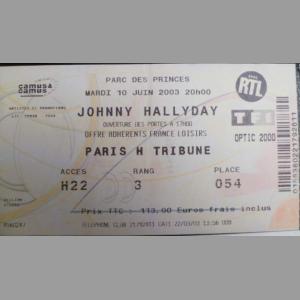 camus &
camus
PARC DES PRINCES
MARDI 10 JUIN 2003 20H00
RTL
JOHNNY HALLYDAY
OUVERTURE DES PORTES A 17H00
OFFRE ADHERENTS FRANCE LOISIRS
TF1
OPTIC 2000
PARIS H TRIBUNE
ACCES RANG PLACE
H22 3 054
Prix TTC : 113,00 Euros frais inclus